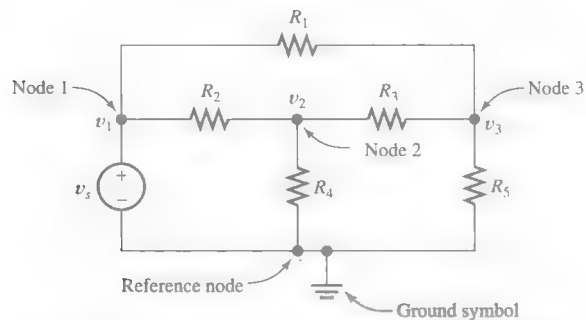 R1
Node 1
R2
v2
R3
Node 3
v1
v3
Node 2
+
vs
−
R4
R5
Reference node
Ground symbol